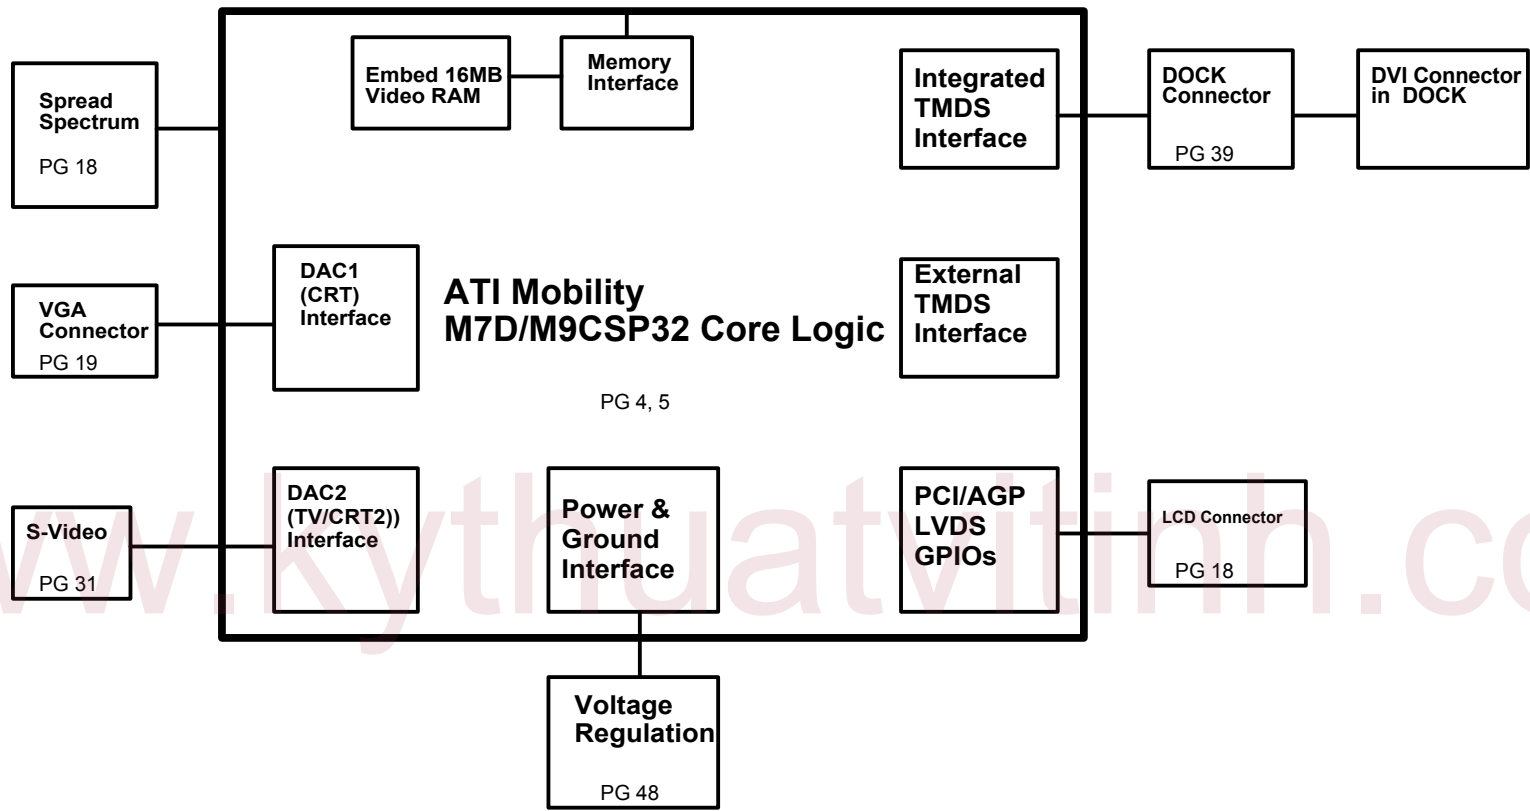 Embed 16MB
Video RAM
Memory
Interface
Integrated
TMDS
Interface
DOCK
Connector
PG 39
DVI Connector
in DOCK
Spread
Spectrum
PG 18
DAC1
(CRT)
Interface
ATI Mobility
M7D/M9CSP32 Core Logic
PG 4, 5
External
TMDS
Interface
VGA
Connector
PG 19
S-Video
PG 31
DAC2
(TV/CRT2))
Interface
Power &
Ground
Interface
PCI/AGP
LVDS
GPIOs
LCD Connector
PG 18
Voltage
Regulation
PG 48
ww.kythuatvitinh.co